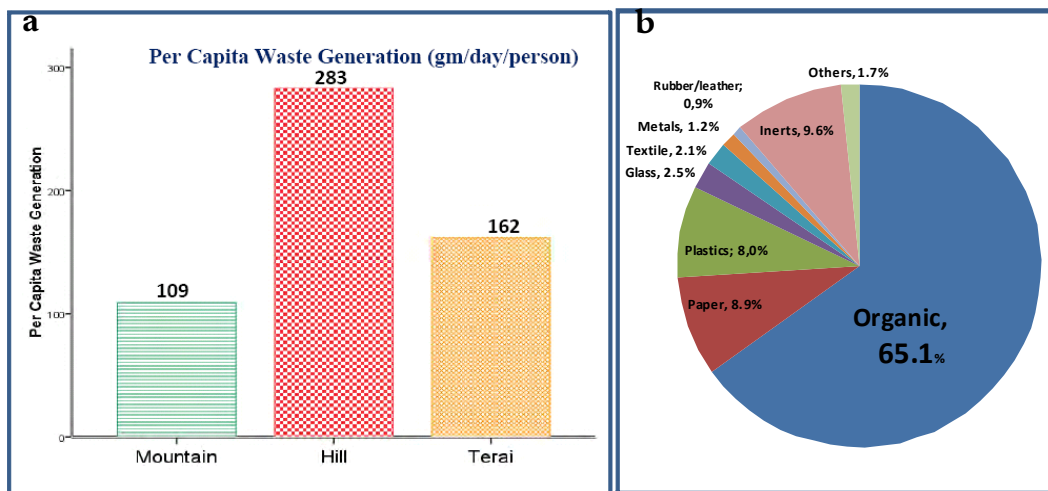 a
Per Capita Waste Generation (gm/day/person)
Per Capita Waste Generation
300
200
100
0
109
283
162
Mountain
Hill
Terai
b
Others, 1.7%
Rubber/leather;
0,9%
Inerts, 9.6%
Metals, 1.2%
Textile, 2.1%
Glass, 2.5%
Plastics; 8,0%
Paper, 8.9%
Organic,
65.1%